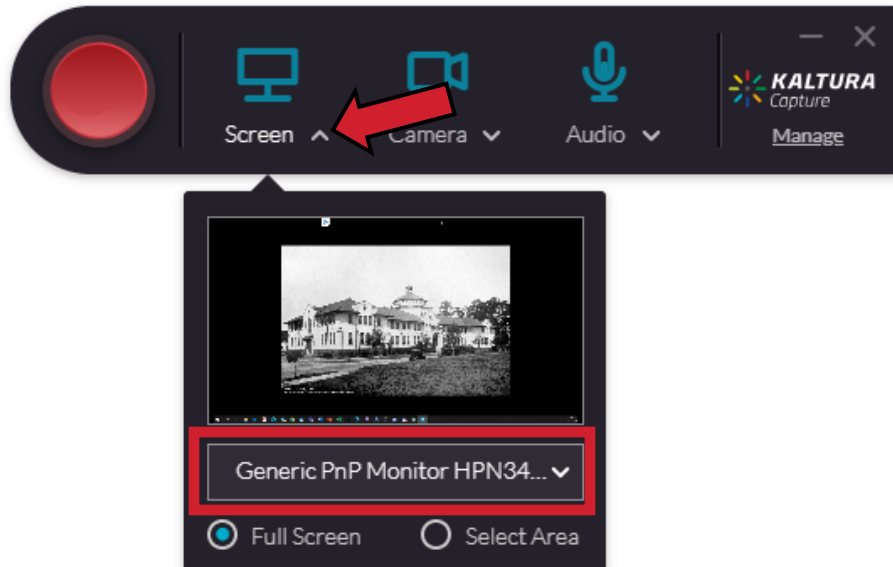 KALTURA
Capture
Screen
Camera
Audio
Manage
Generic PnP Monitor HPN34...
Full Screen
Select Area